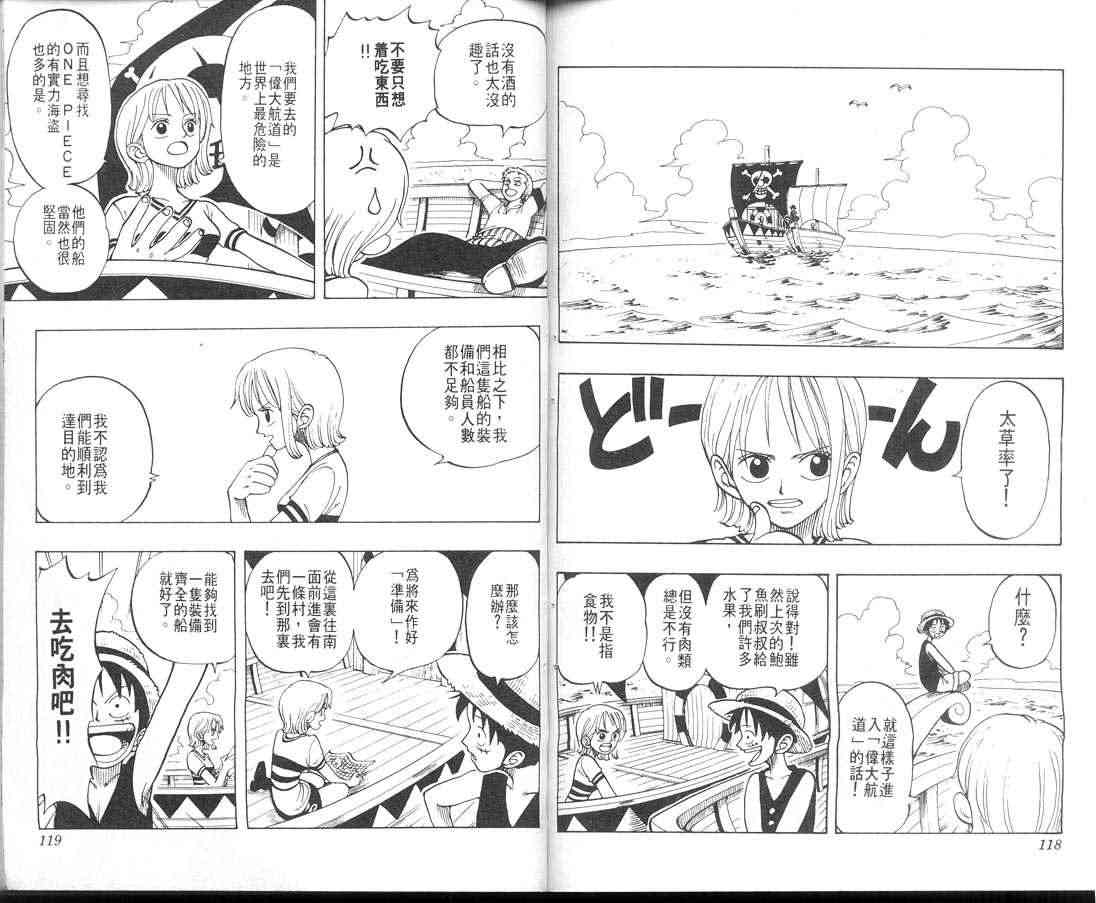 太草率了！
どーーん
什麼？
就這樣子進
入「偉大航
道」的話！
說得對！雖
然上次的鮑
魚刷叔叔給
了我們許多
水果，
但沒有肉類
總是不行。
我不是指
食物!!
118
沒有酒的
話也太沒
趣了。
不要只想
着吃東西
!!
我們要去的
「偉大航道」是
世界上最危險的
地方。
而且想尋找
ONE PIECE
的有實力海盜
也多的是。
他們的船
當然也很
堅固。
相比之下，我
們這隻船的裝
備和船員人數
都不足夠。
我不認爲我
們能順利到
達目的地。
那麼該怎
麼辦？
爲將來作好
「準備」！
從這裏往南
面前進會有
一條村，我
們先到那裏
去吧！
能夠找到
一隻裝備
齊全的船
就好了。
去吃肉吧!!
119